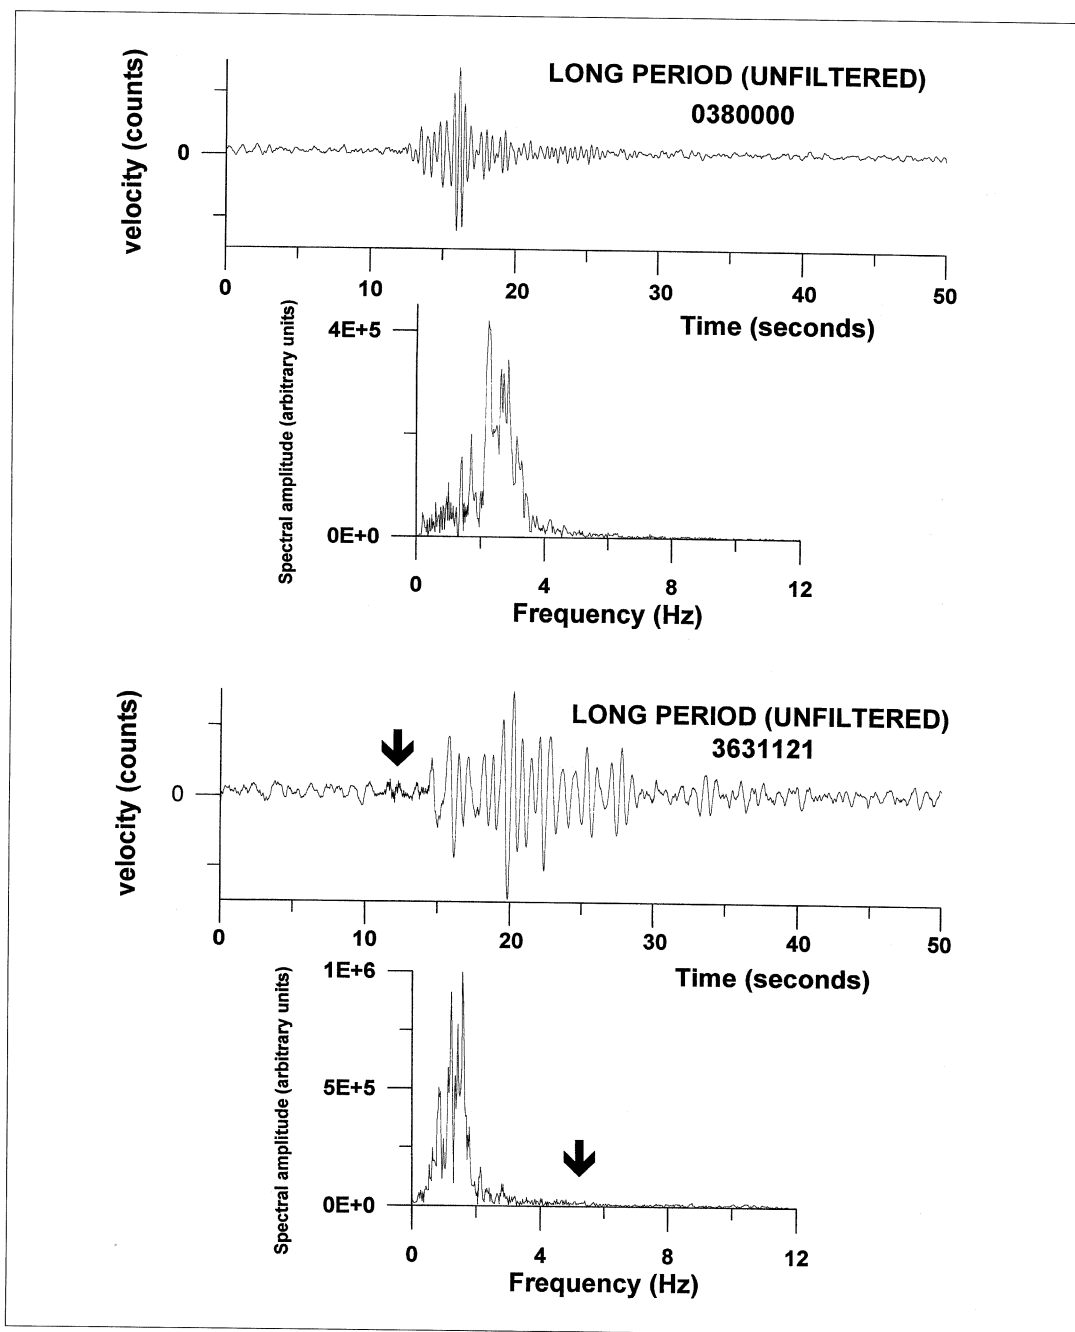 LONG PERIOD (UNFILTERED)
0380000
velocity (counts)
0
0 10 20 30 40 50
Time (seconds)
Spectral amplitude (arbitrary units)
4E+5
0E+0
0 4 8 12
Frequency (Hz)
LONG PERIOD (UNFILTERED)
3631121
velocity (counts)
0
0 10 20 30 40 50
Time (seconds)
Spectral amplitude (arbitrary units)
1E+6
5E+5
0E+0
0 4 8 12
Frequency (Hz)